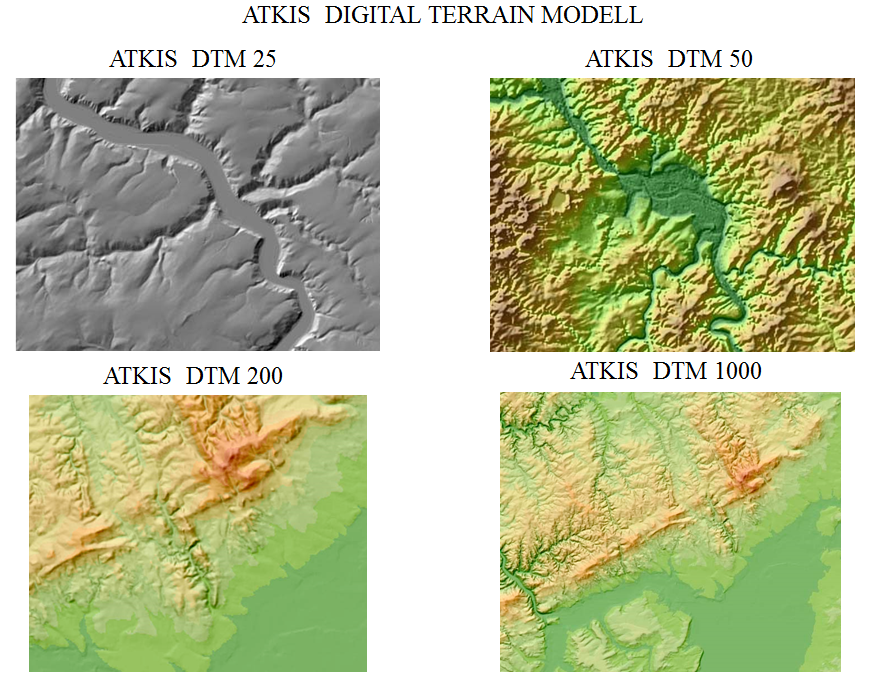 ATKIS DIGITAL TERRAIN MODELL
ATKIS DTM 25
ATKIS DTM 50
ATKIS DTM 200
ATKIS DTM 1000